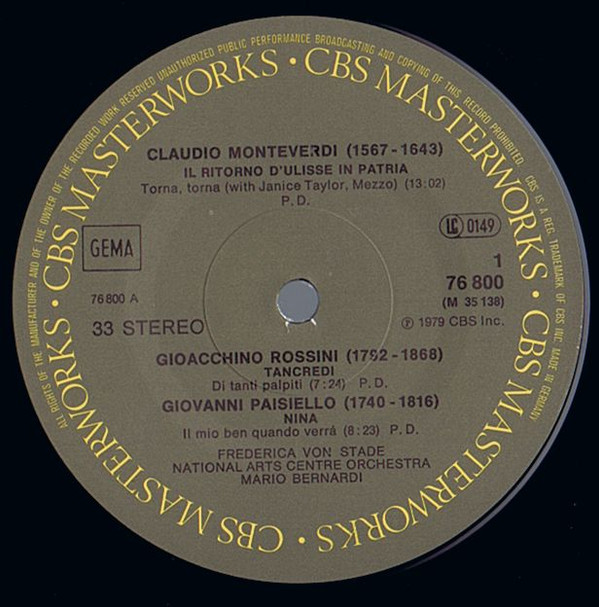 ALL RIGHTS OF THE MANUFACTURER AND OF THE OWNER OF THE RECORDED WORK RESERVED UNAUTHORIZED PUBLIC PERFORMANCE BROADCASTING AND COPYING OF THIS RECORD PROHIBITED. CBS IS A REG. TRADEMARK OF CBS INC. MADE IN GERMANY
CBS MASTERWORKS • CBS MASTERWORKS • CBS MASTERWORKS • CBS MASTERWORKS •
CLAUDIO MONTEVERDI (1567-1643)
IL RITORNO D'ULISSE IN PATRIA
Torna, torna (with Janice Taylor, Mezzo) (13:02)
P.D.
GEMA
LC 0149
1
76 800
(M 35 138)
76 800 A
33 STEREO
℗ 1979 CBS Inc.
GIOACCHINO ROSSINI (1792-1868)
TANCREDI
Di tanti palpiti (7:24) P.D.
GIOVANNI PAISIELLO (1740-1816)
NINA
Il mio ben quando verrá (8:23) P.D.
FREDERICA VON STADE
NATIONAL ARTS CENTRE ORCHESTRA
MARIO BERNARDI